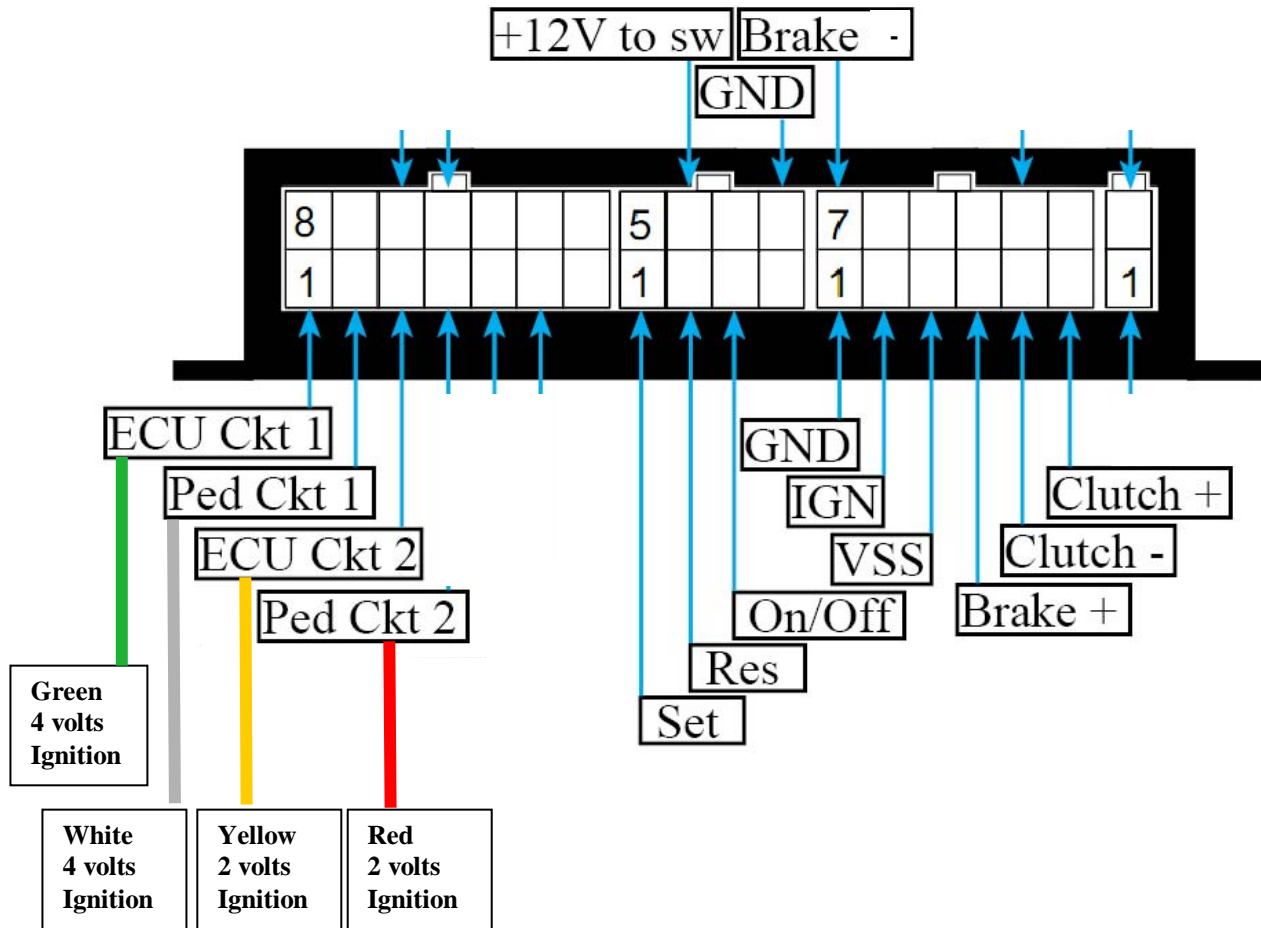 +12V to sw
Brake -
GND
8
5
7
1
1
1
1
ECU Ckt 1
Ped Ckt 1
ECU Ckt 2
Ped Ckt 2
GND
IGN
VSS
On/Off
Res
Set
Clutch +
Clutch -
Brake +
Green
4 volts
Ignition
White
4 volts
Ignition
Yellow
2 volts
Ignition
Red
2 volts
Ignition